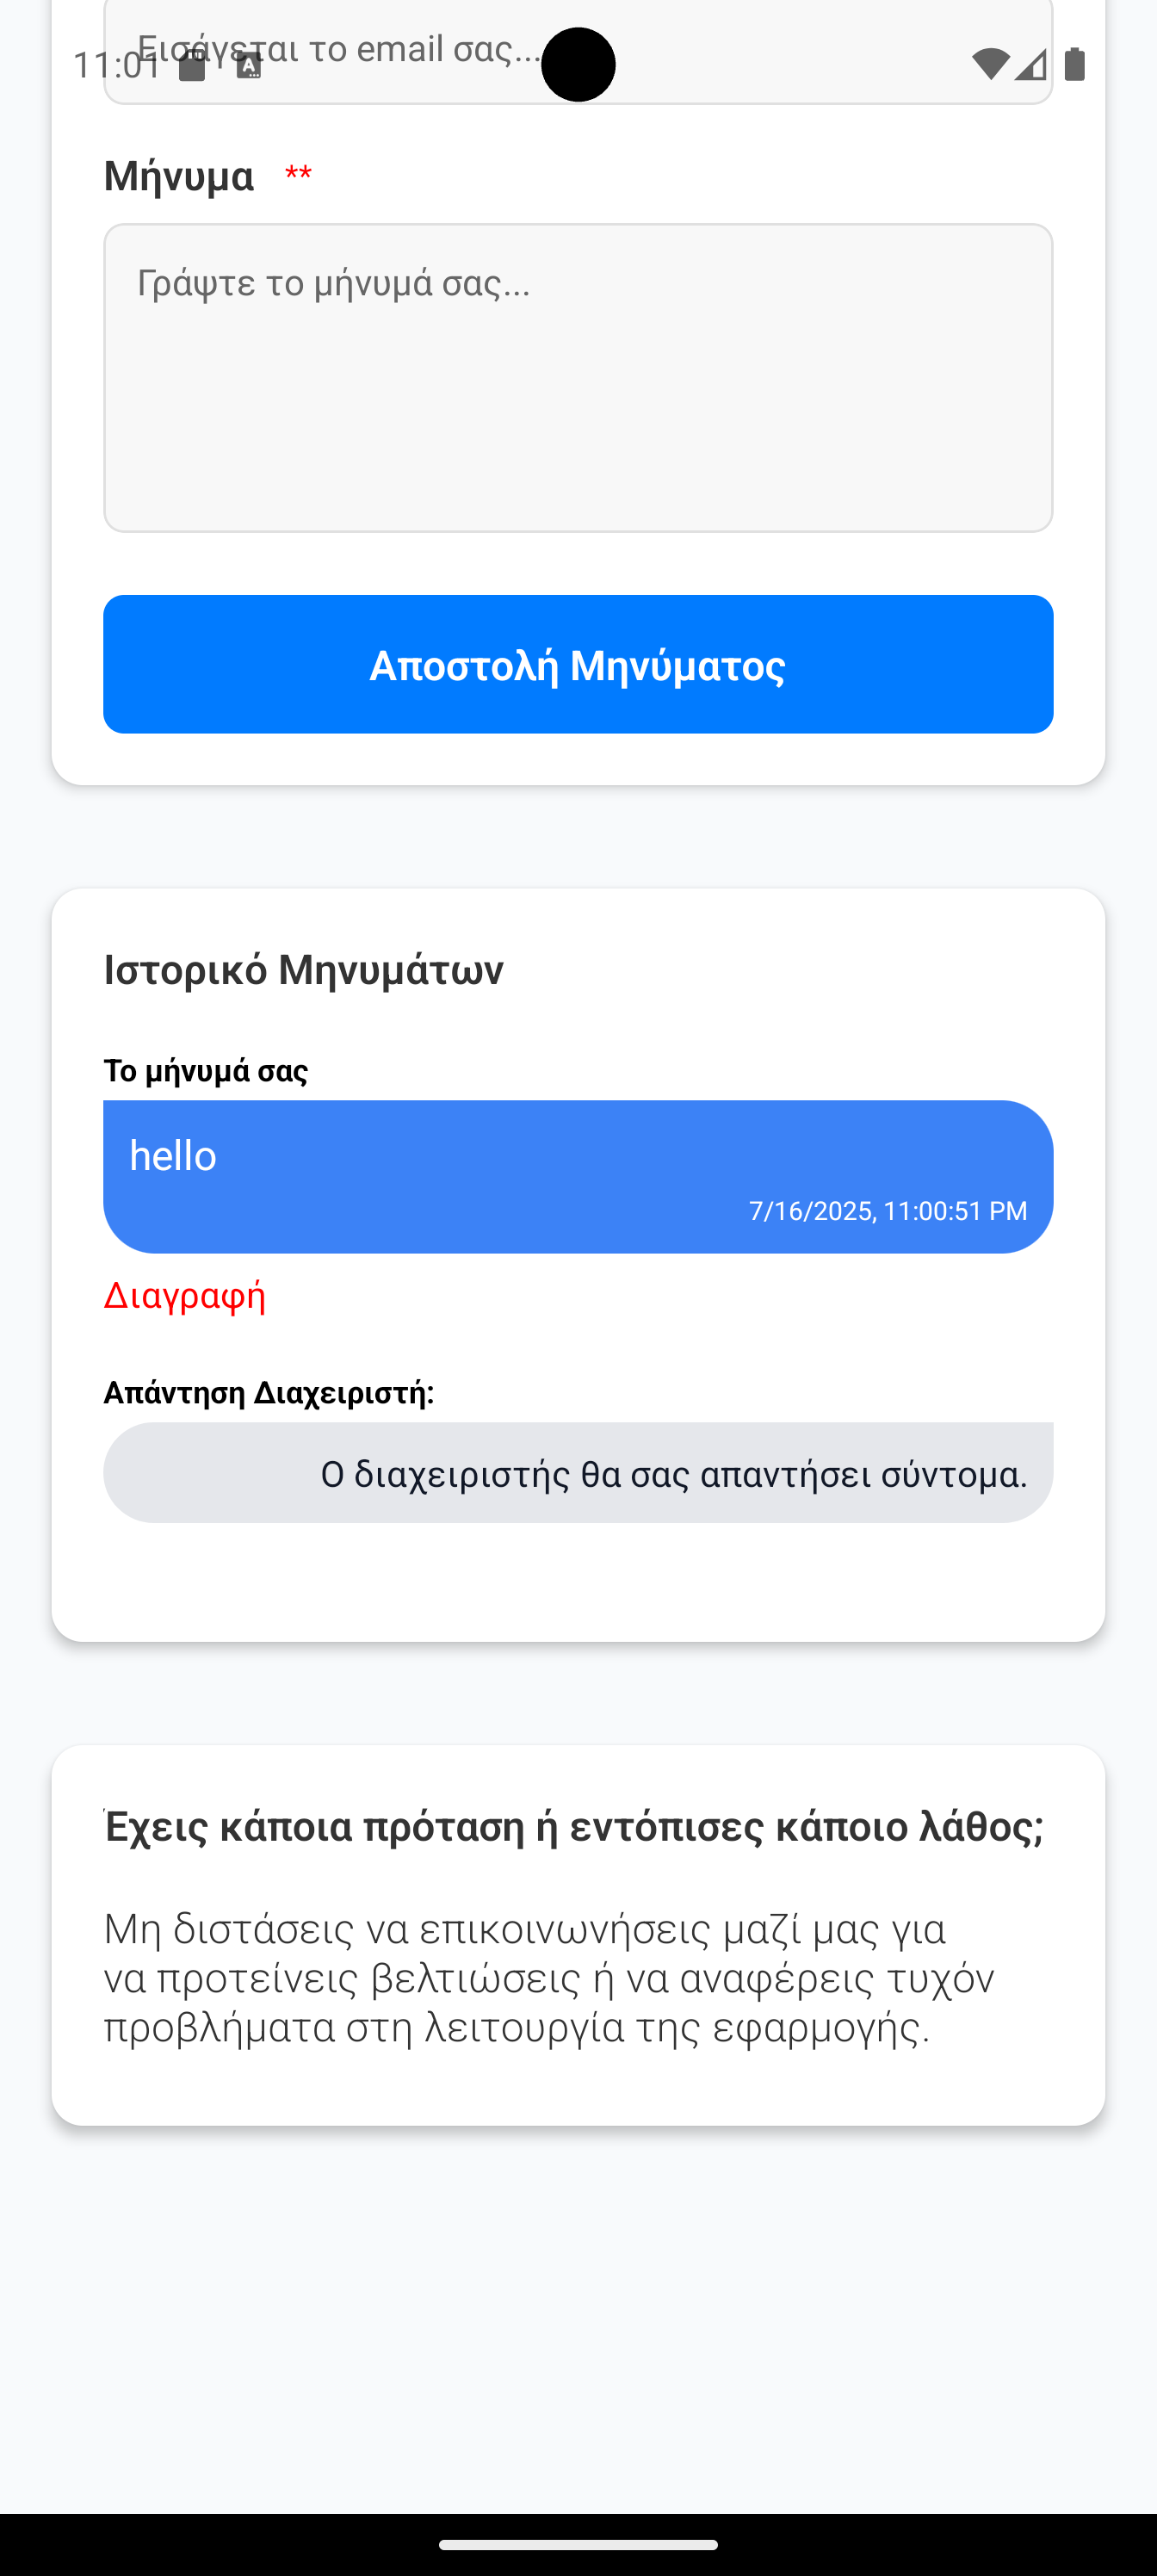 Εισάγεται το email σας...
11:01
Μήνυμα **
Γράψτε το μήνυμά σας...
Αποστολή Μηνύματος
Ιστορικό Μηνυμάτων
Το μήνυμά σας
hello
7/16/2025, 11:00:51 PM
Διαγραφή
Απάντηση Διαχειριστή:
Ο διαχειριστής θα σας απαντήσει σύντομα.
Έχεις κάποια πρόταση ή εντόπισες κάποιο λάθος;
Μη διστάσεις να επικοινωνήσεις μαζί μας για
να προτείνεις βελτιώσεις ή να αναφέρεις τυχόν
προβλήματα στη λειτουργία της εφαρμογής.